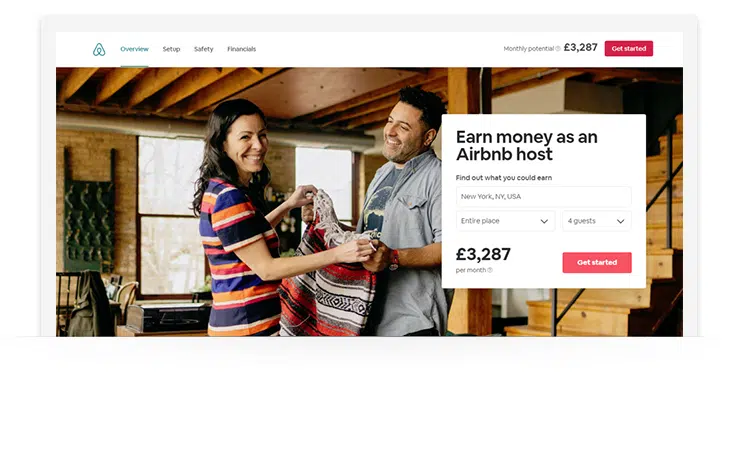 Overview Setup Safety Financials Monthly potential £3,287 Get started
Earn money as an
Airbnb host
Find out what you could earn
New York, NY, USA
Entire place 4 guests
£3,287
per month
Get started